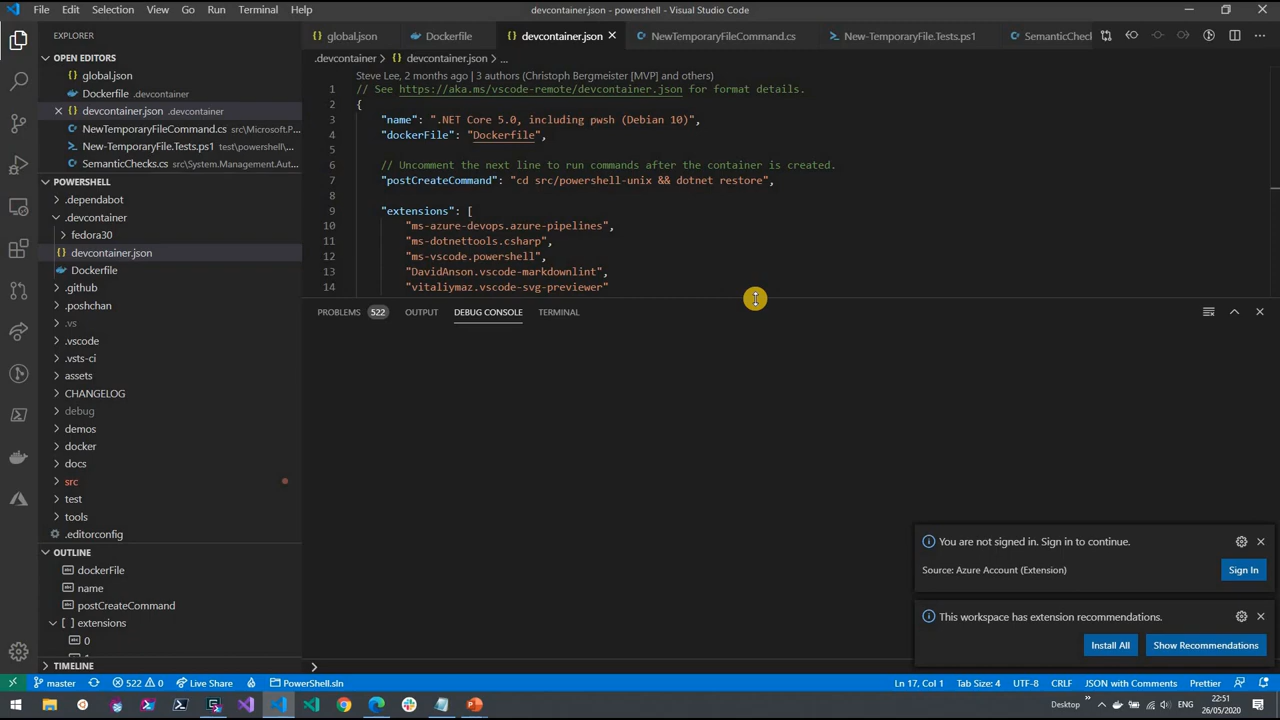 File Edit Selection View Go Run Terminal Help
devcontainer.json - powershell - Visual Studio Code
EXPLORER
OPEN EDITORS
global.json
Dockerfile .devcontainer
devcontainer.json .devcontainer
NewTemporaryFileCommand.cs src\Microsoft.P...
New-TemporaryFile.Tests.ps1 test\powershell\...
SemanticChecks.cs src\System.Management.Aut...
POWERSHELL
.dependabot
.devcontainer
fedora30
devcontainer.json
Dockerfile
.github
.poshchan
.vs
.vscode
.vsts-ci
assets
CHANGELOG
debug
demos
docker
docs
src
test
tools
.editorconfig
OUTLINE
dockerFile
name
postCreateCommand
[ ] extensions
0
TIMELINE
global.json
Dockerfile
devcontainer.json
NewTemporaryFileCommand.cs
New-TemporaryFile.Tests.ps1
SemanticChecl
.devcontainer > {} devcontainer.json > ...
Steve Lee, 2 months ago | 3 authors (Christoph Bergmeister [MVP] and others)
1 // See https://aka.ms/vscode-remote/devcontainer.json for format details.
2 {
3 "name": ".NET Core 5.0, including pwsh (Debian 10)",
4 "dockerFile": "Dockerfile",
5
6 // Uncomment the next line to run commands after the container is created.
7 "postCreateCommand": "cd src/powershell-unix && dotnet restore",
8
9 "extensions": [
10 "ms-azure-devops.azure-pipelines",
11 "ms-dotnettools.csharp",
12 "ms-vscode.powershell",
13 "DavidAnson.vscode-markdownlint",
14 "vitaliymaz.vscode-svg-previewer"
PROBLEMS 522 OUTPUT DEBUG CONSOLE TERMINAL
You are not signed in. Sign in to continue.
Source: Azure Account (Extension)
Sign In
This workspace has extension recommendations.
Install All
Show Recommendations
master 522 0 Live Share PowerShell.sln
Ln 17, Col 1 Tab Size: 4 UTF-8 CRLF JSON with Comments Prettier
Desktop
ENG
22:51
26/05/2020